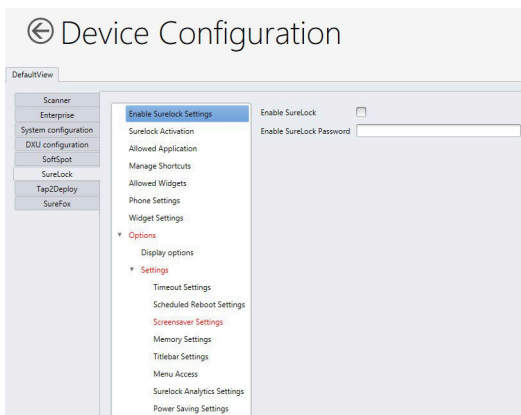 Device Configuration
DefaultView
Scanner
Enterprise
System configuration
DXU configuration
SoftSpot
SureLock
Tap2Deploy
SureFox
Enable Surelock Settings
Surelock Activation
Allowed Application
Manage Shortcuts
Allowed Widgets
Phone Settings
Widget Settings
Options
Display options
Settings
Timeout Settings
Scheduled Reboot Settings
Screensaver Settings
Memory Settings
Titlebar Settings
Menu Access
Surelock Analytics Settings
Power Saving Settings
Enable SureLock
Enable SureLock Password